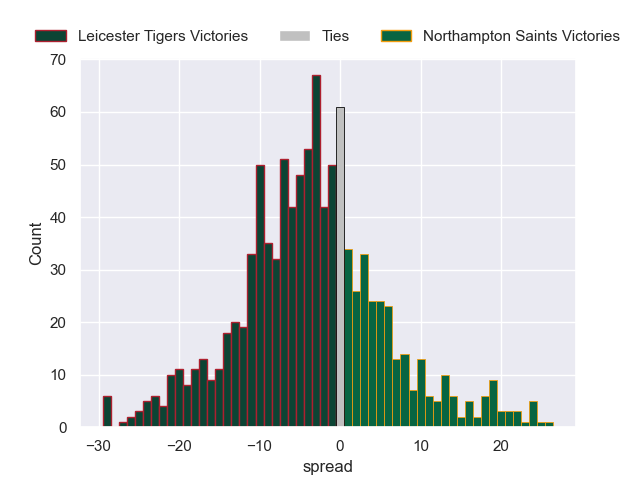 Leicester Tigers Victories Ties Northampton Saints Victories
70
60
50
40
30
20
10
0
Count
−30 −20 −10 0 10 20
spread